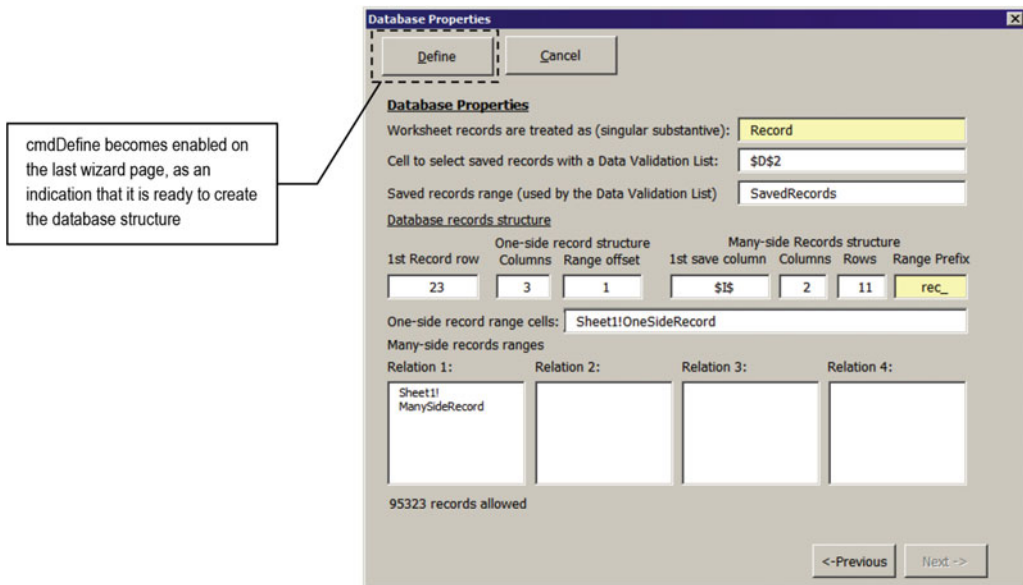 Database Properties
Define
Cancel
cmdDefine becomes enabled on
the last wizard page, as an
indication that it is ready to create
the database structure
Database Properties
Worksheet records are treated as (singular substantive): Record
Cell to select saved records with a Data Validation List: $D$2
Saved records range (used by the Data Validation List) SavedRecords
Database records structure
One-side record structure Many-side Records structure
1st Record row Columns Range offset 1st save column Columns Rows Range Prefix
23 3 1 $I$ 2 11 rec_
One-side record range cells: Sheet1!OneSideRecord
Many-side records ranges
Relation 1: Relation 2: Relation 3: Relation 4:
Sheet1!
ManySideRecord
95323 records allowed
<-Previous Next ->